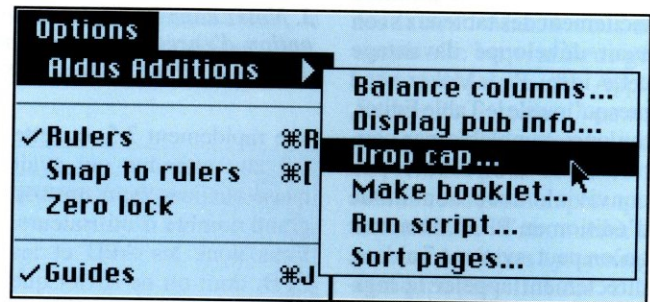 Options
Aldus Additions ▶
✓Rulers ⌘R
Snap to rulers ⌘[
Zero lock
✓Guides ⌘J
Balance columns...
Display pub info...
Drop cap...
Make booklet...
Run script...
Sort pages...